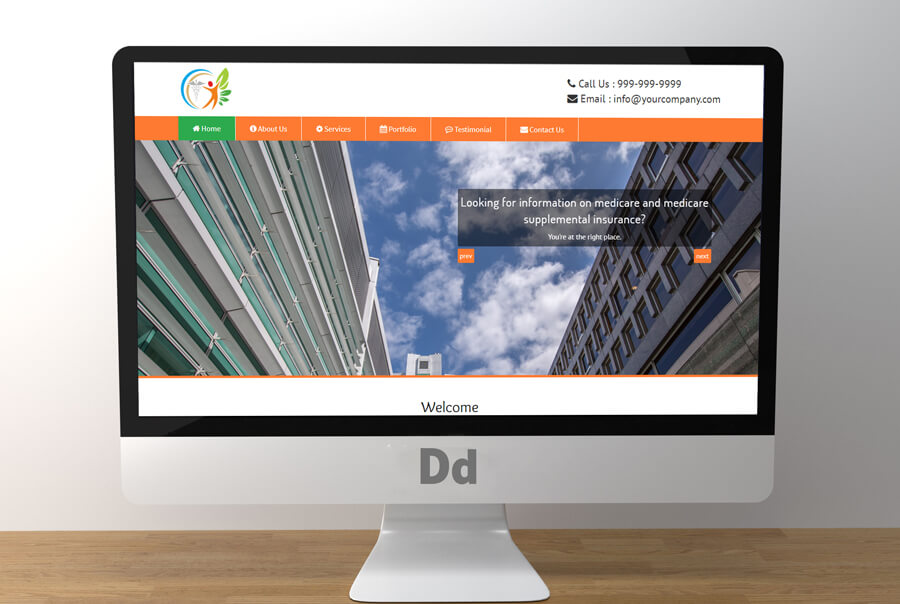 Call Us : 999-999-9999
Email : info@yourcompany.com
Home About Us Services Portfolio Testimonial Contact Us
Looking for information on medicare and medicare
supplemental insurance?
You're at the right place.
prev next
Welcome
Dd